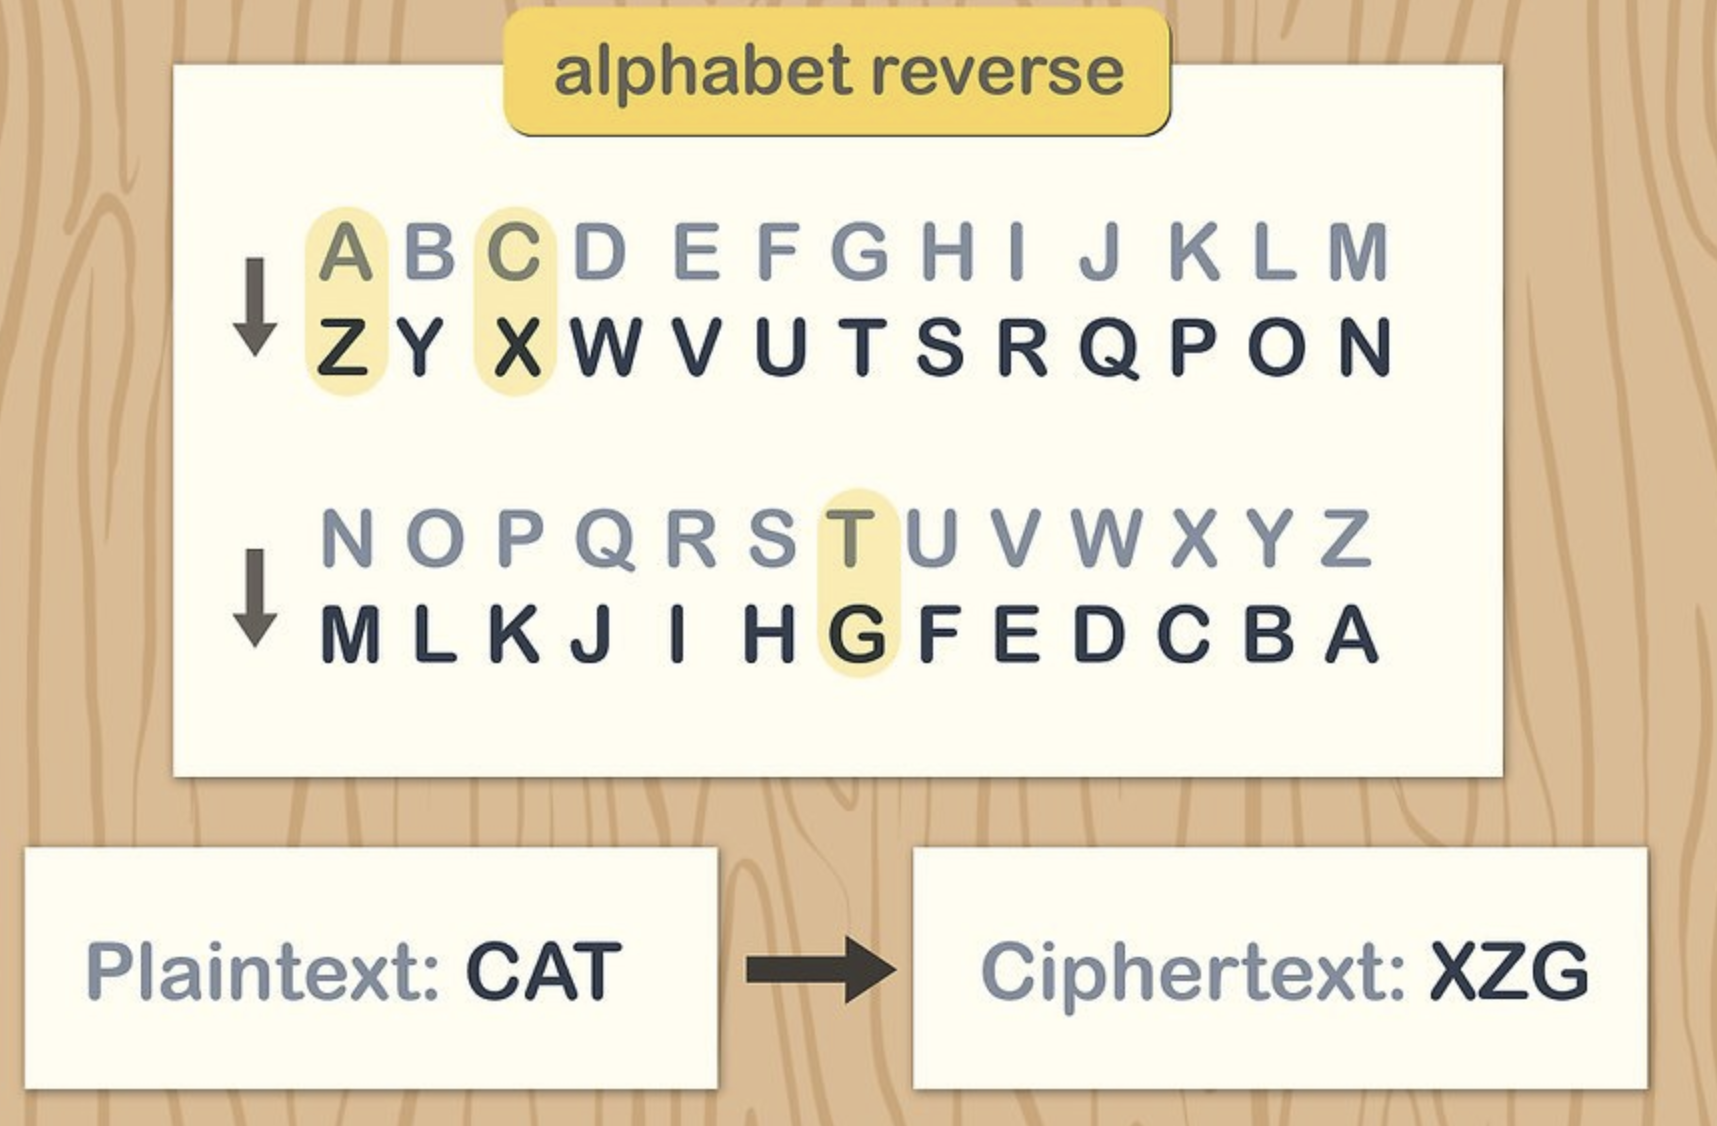 alphabet reverse
A B C D E F G H I J K L M
Z Y X W V U T S R Q P O N
N O P Q R S T U V W X Y Z
M L K J I H G F E D C B A
Plaintext: CAT
Ciphertext: XZG